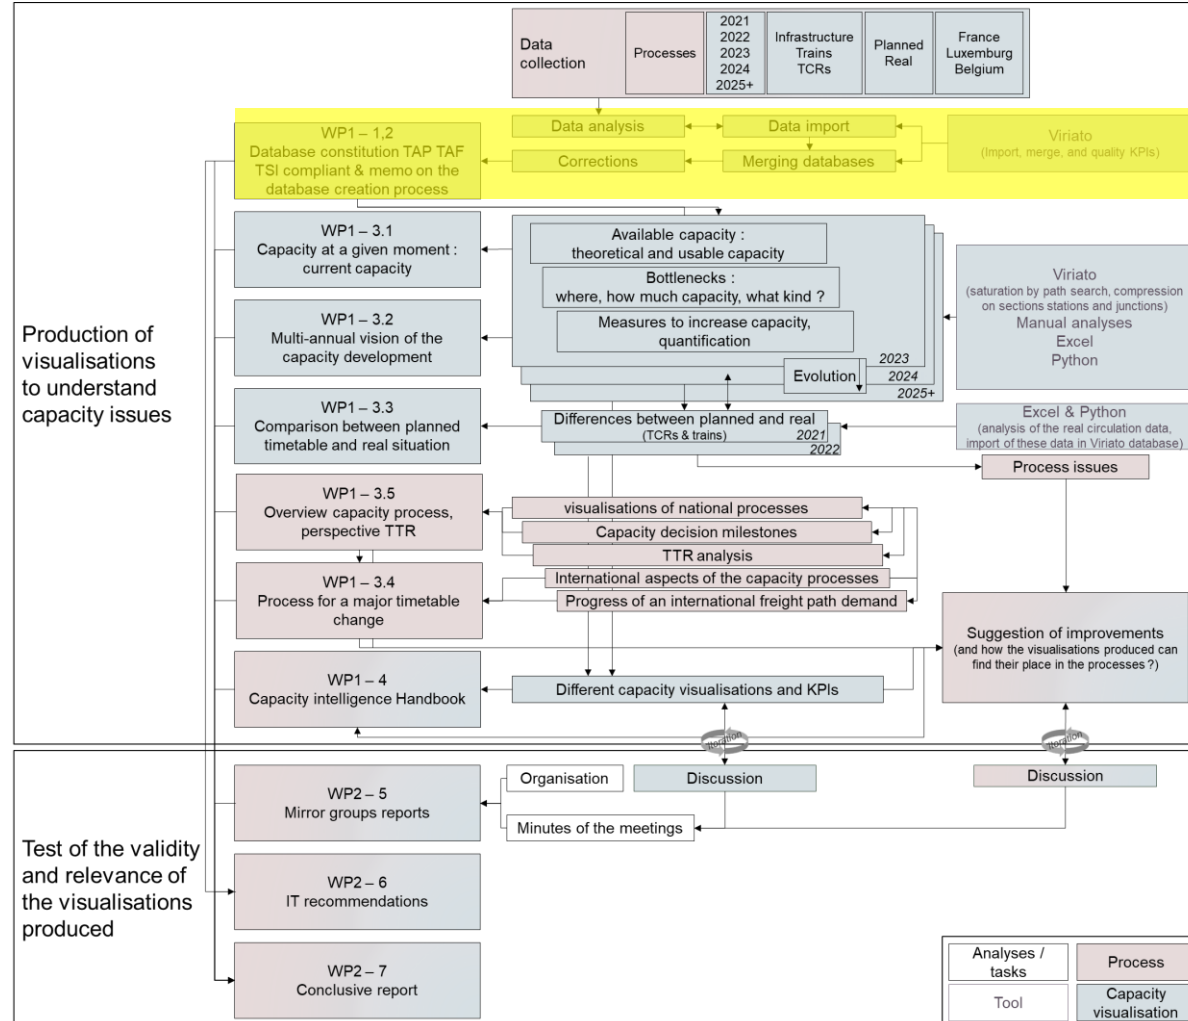 Data
collection
Processes
2021
2022
2023
2024
2025+
Infrastructure
Trains
TCRs
Planned
Real
France
Luxemburg
Belgium
WP1 – 1,2
Database constitution TAP TAF
TSI compliant & memo on the
database creation process
Data analysis
Data import
Corrections
Merging databases
Viriato
(Import, merge, and quality KPIs)
Production of
visualisations
to understand
capacity issues
WP1 – 3.1
Capacity at a given moment :
current capacity
Available capacity :
theoretical and usable capacity
Bottlenecks :
where, how much capacity, what kind ?
Measures to increase capacity,
quantification
2023
Evolution
2024
2025+
Viriato
(saturation by path search, compression
on sections stations and junctions)
Manual analyses
Excel
Python
WP1 – 3.2
Multi-annual vision of the
capacity development
WP1 – 3.3
Comparison between planned
timetable and real situation
Differences between planned and real
(TCRs & trains)
2021
2022
Excel & Python
(analysis of the real circulation data,
import of these data in Viriato database)
Process issues
WP1 – 3.5
Overview capacity process,
perspective TTR
visualisations of national processes
Capacity decision milestones
TTR analysis
International aspects of the capacity processes
Progress of an international freight path demand
WP1 – 3.4
Process for a major timetable
change
Suggestion of improvements
(and how the visualisations produced can
find their place in the processes ?)
WP1 – 4
Capacity intelligence Handbook
Different capacity visualisations and KPIs
Iteration
Iteration
Test of the validity
and relevance of
the visualisations
produced
WP2 – 5
Mirror groups reports
Organisation
Discussion
Discussion
Minutes of the meetings
WP2 – 6
IT recommendations
WP2 – 7
Conclusive report
Analyses /
tasks
Process
Tool
Capacity
visualisation